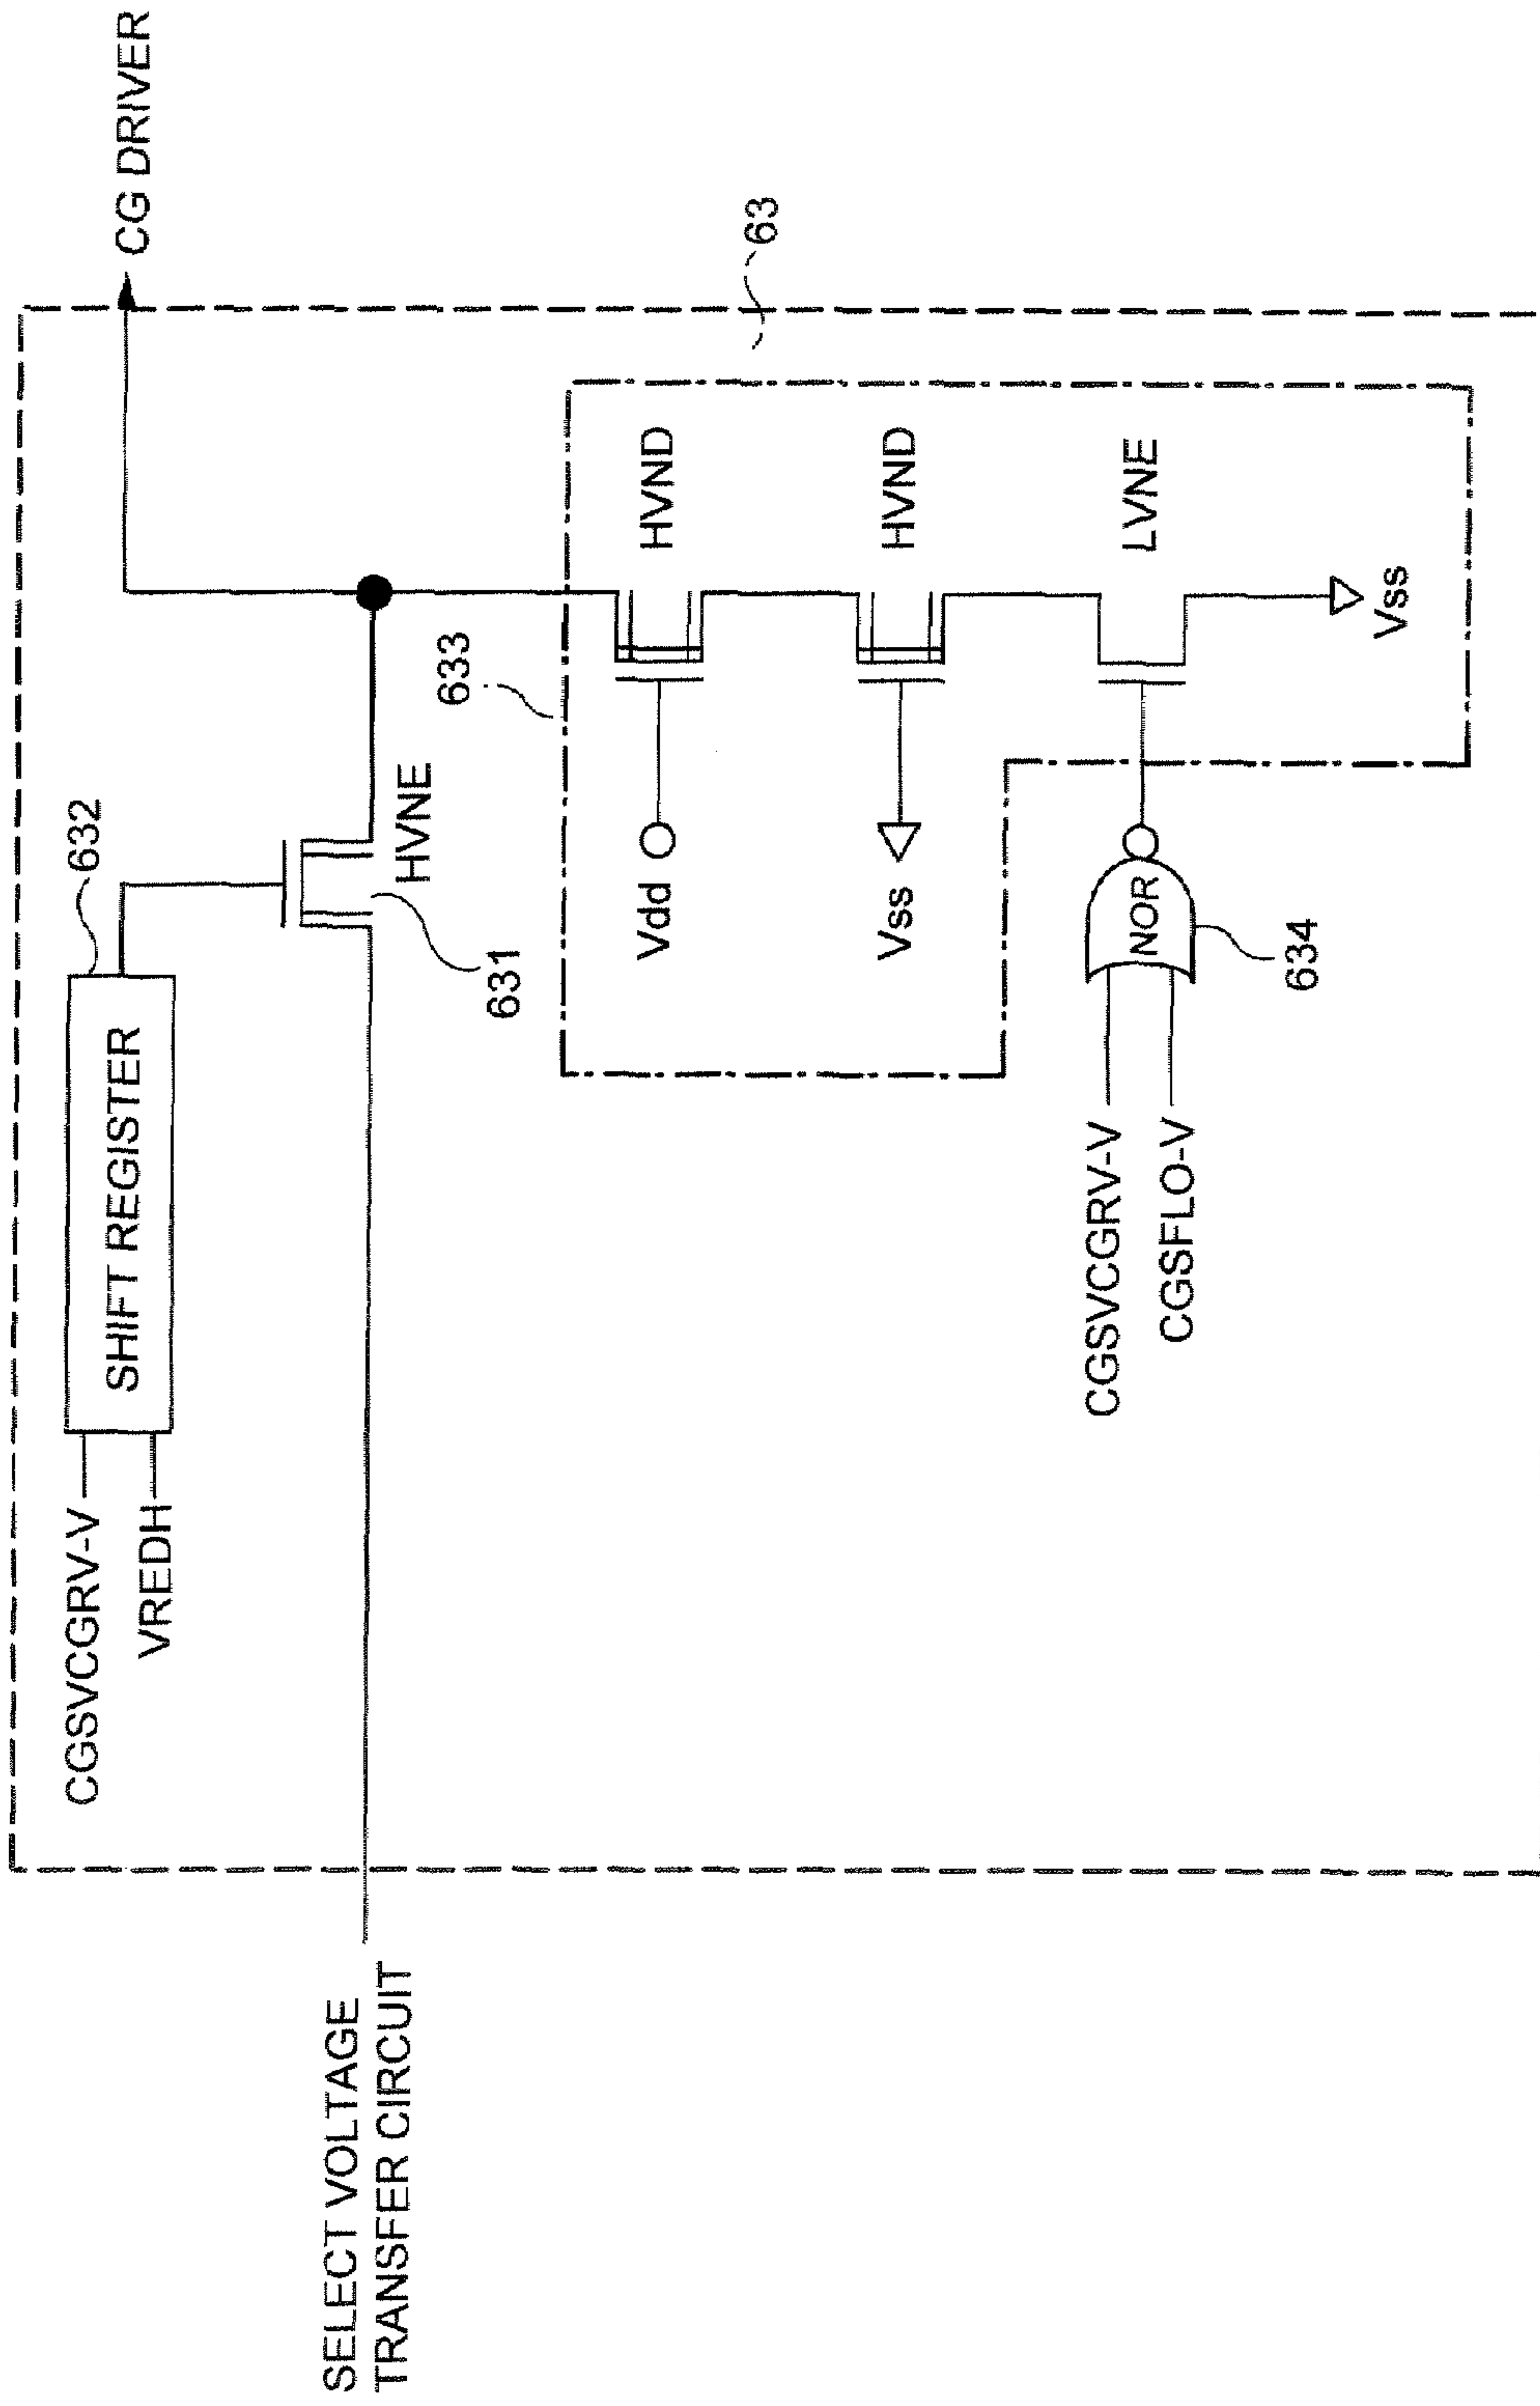 CG DRIVER
632
SHIFT REGISTER
CGSVCGRV-V
VREDH
HVNE
631
SELECT VOLTAGE
TRANSFER CIRCUIT
63
633
HVND
Vdd
HVND
Vss
LVNE
NOR
634
CGSVCGRV-V
CGSFLO-V
Vss